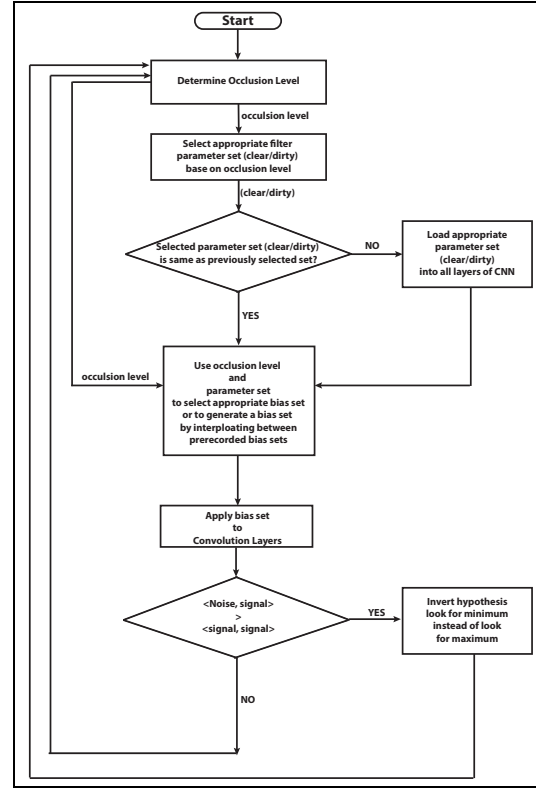 Start
Determine Occlusion Level
occulsion level
Select appropriate filter
parameter set (clear/dirty)
base on occlusion level
(clear/dirty)
Selected parameter set (clear/dirty)
is same as previously selected set?
NO
Load appropriate
parameter set
(clear/dirty)
into all layers of CNN
YES
occulsion level
Use occlusion level
and
parameter set
to select appropriate bias set
or to generate a bias set
by interploating between
prerecorded bias sets
Apply bias set
to
Convolution Layers
<Noise, signal>
>
<signal, signal>
YES
Invert hypothesis
look for minimum
instead of look
for maximum
NO